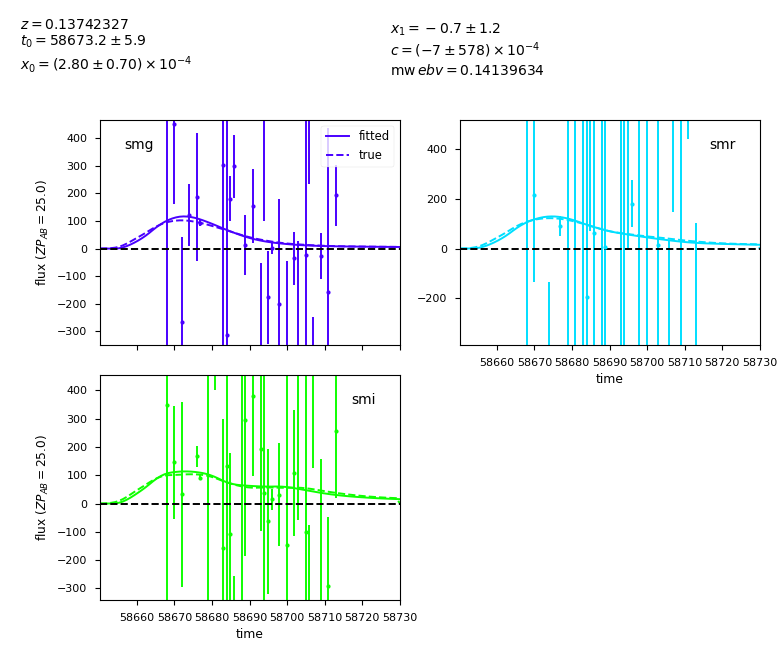 z = 0.13742327
t₀ = 58673.2 ± 5.9
x₀ = (2.80 ± 0.70) × 10⁻⁴
x₁ = −0.7 ± 1.2
c = (−7 ± 578) × 10⁻⁴
mw ebv = 0.14139634
smg
fitted
true
400
300
200
100
0
−100
−200
−300
flux (ZP_AB = 25.0)
smr
400
200
0
−200
58660 58670 58680 58690 58700 58710 58720 58730
time
smi
400
300
200
100
0
−100
−200
−300
flux (ZP_AB = 25.0)
58660 58670 58680 58690 58700 58710 58720 58730
time